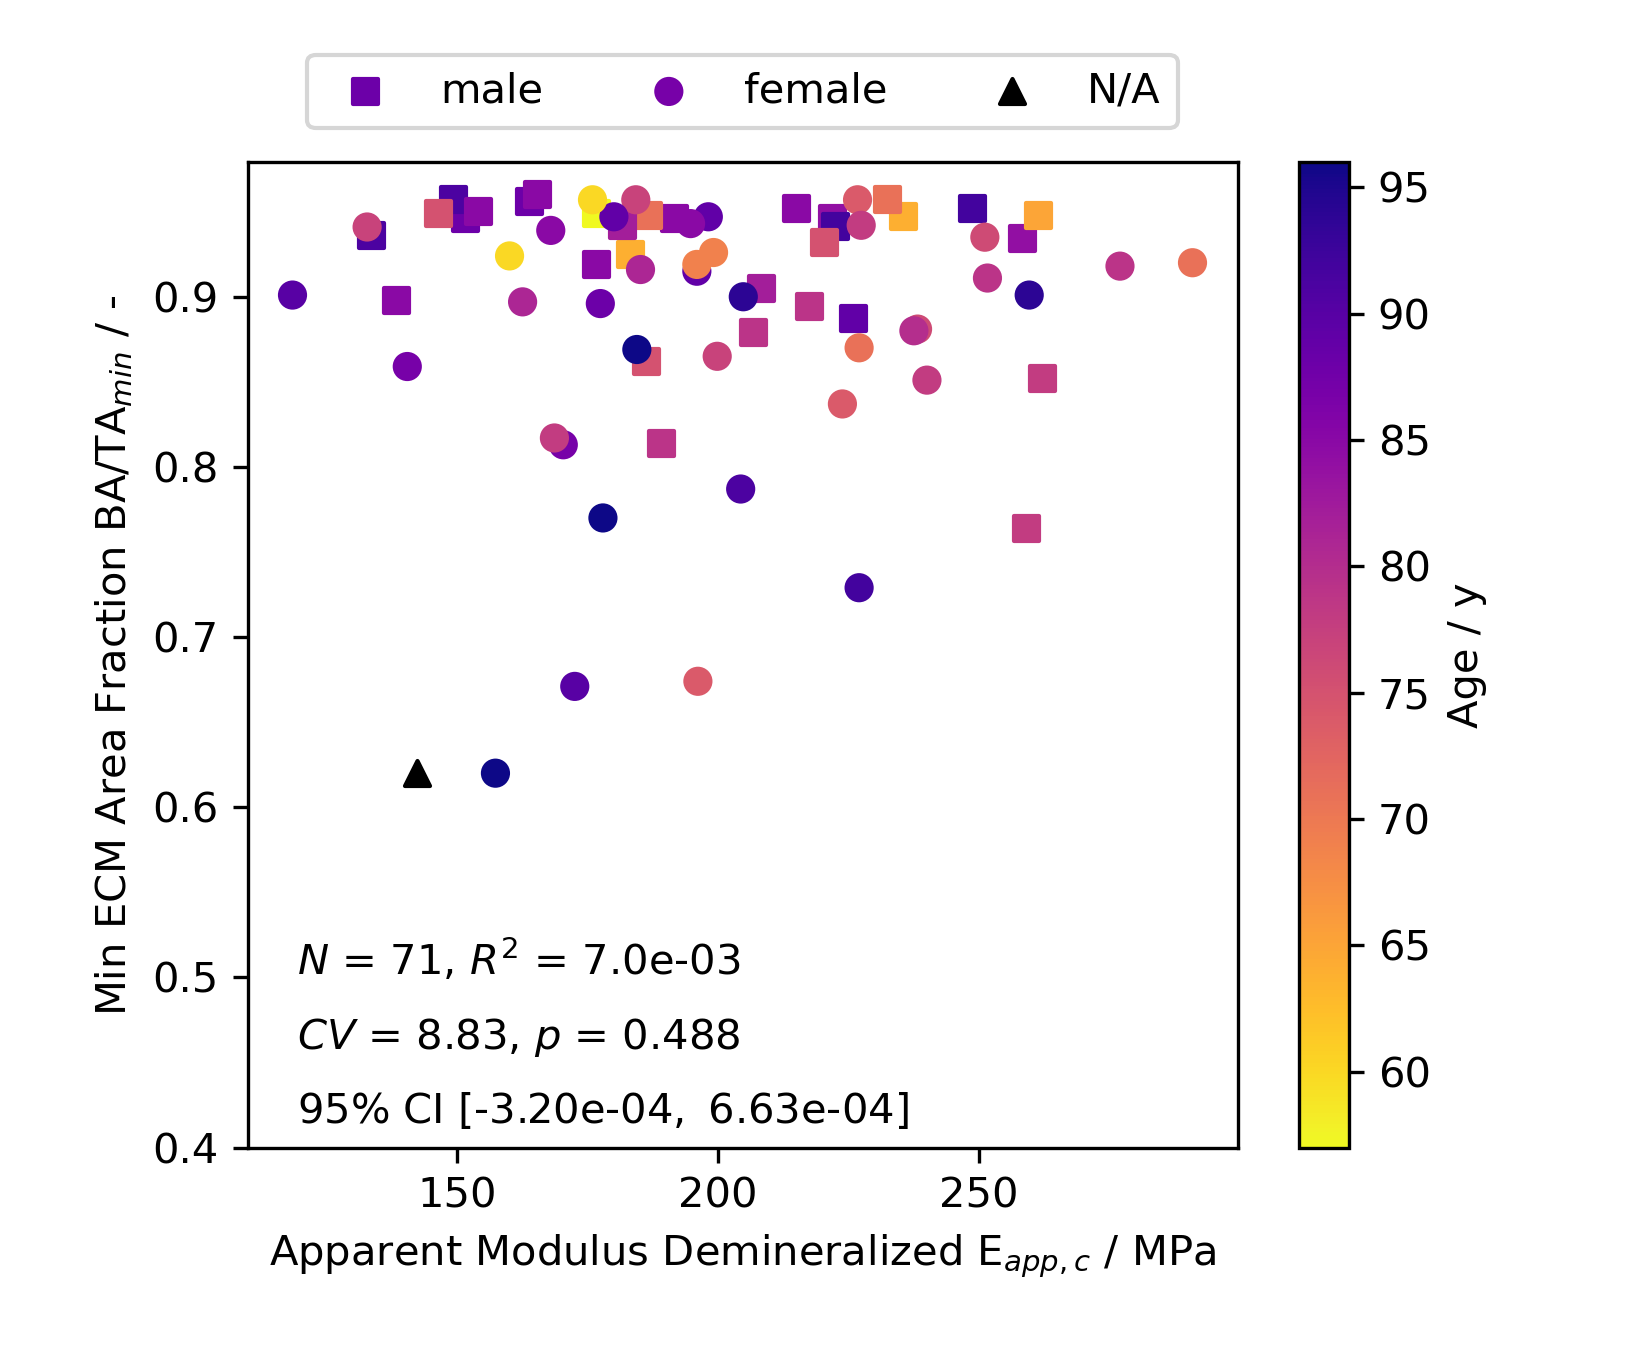 male female N/A
0.9
0.8
0.7
0.6
0.5
0.4
Min ECM Area Fraction BA/TA_min / -
N = 71, R² = 7.0e-03
CV = 8.83, p = 0.488
95% CI [-3.20e-04, 6.63e-04]
150 200 250
Apparent Modulus Demineralized E_app,c / MPa
95
90
85
80
75
70
65
60
Age / y